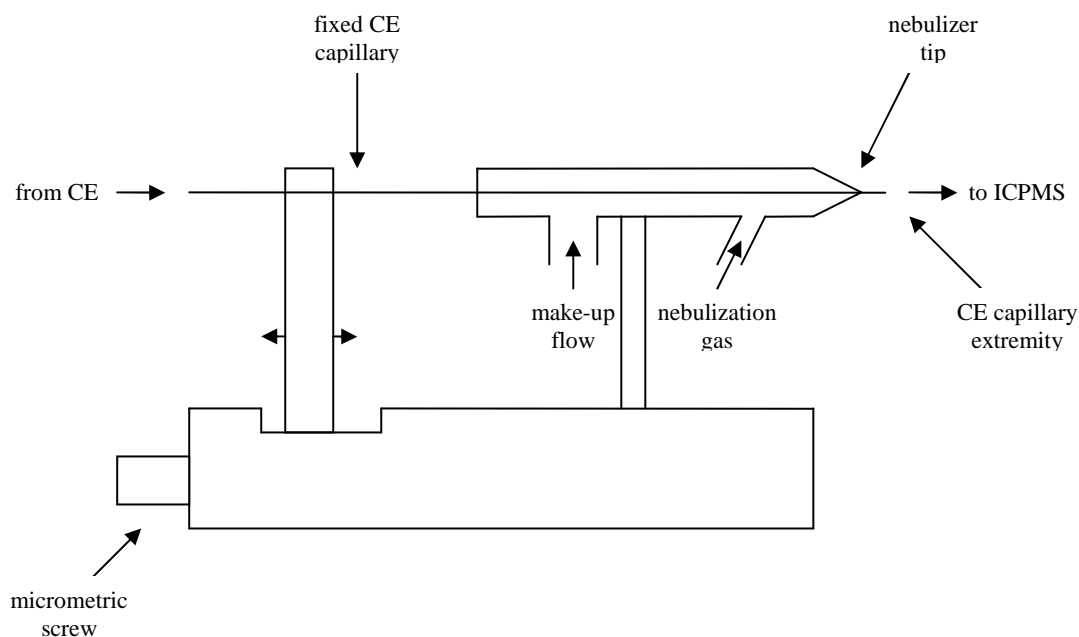 fixed CE
capillary
nebulizer
tip
from CE
to ICPMS
make-up
flow
nebulization
gas
CE capillary
extremity
micrometric
screw